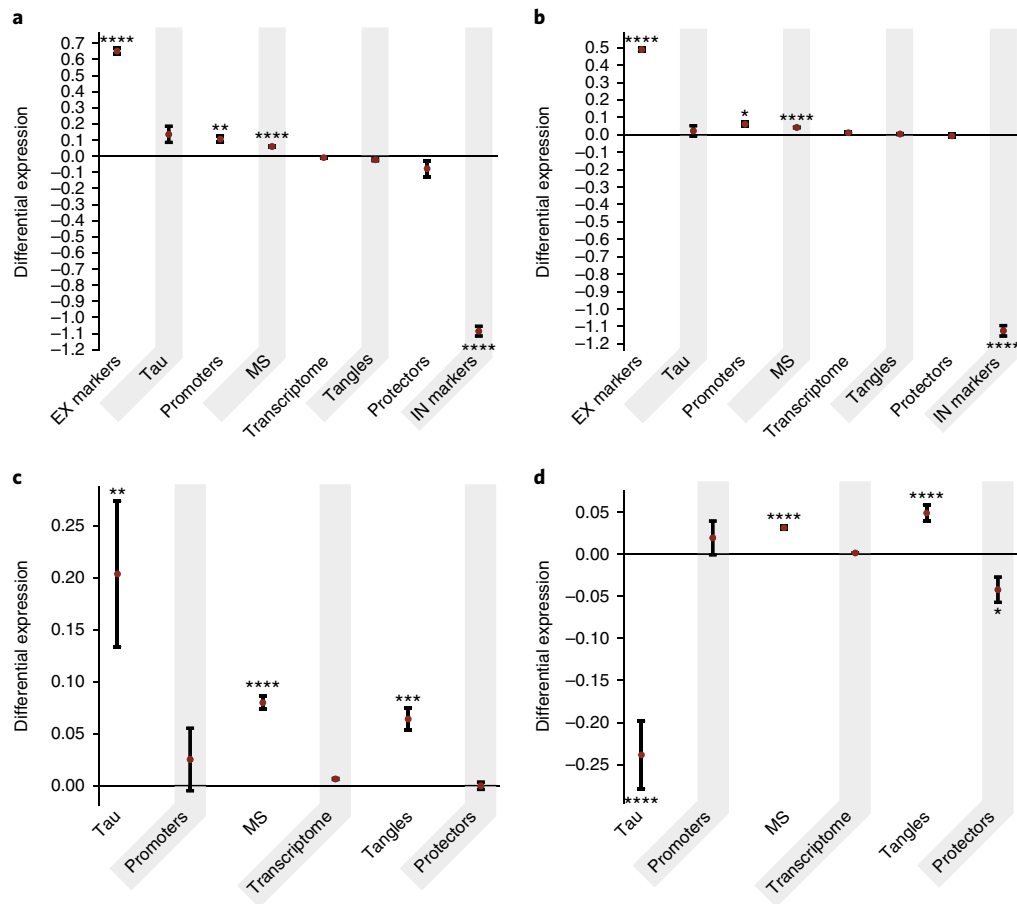 a
Differential expression
0.7
0.6
0.5
0.4
0.3
0.2
0.1
0.0
−0.1
−0.2
−0.3
−0.4
−0.5
−0.6
−0.7
−0.8
−0.9
−1.0
−1.1
−1.2
****
**
****
****
EX markers
Tau
Promoters
MS
Transcriptome
Tangles
Protectors
IN markers
b
Differential expression
0.5
0.4
0.3
0.2
0.1
0.0
−0.1
−0.2
−0.3
−0.4
−0.5
−0.6
−0.7
−0.8
−0.9
−1.0
−1.1
−1.2
****
*
****
****
EX markers
Tau
Promoters
MS
Transcriptome
Tangles
Protectors
IN markers
c
Differential expression
0.25
0.20
0.15
0.10
0.05
0.00
**
****
***
Tau
Promoters
MS
Transcriptome
Tangles
Protectors
d
Differential expression
0.05
0.00
−0.05
−0.10
−0.15
−0.20
−0.25
****
****
****
*
Tau
Promoters
MS
Transcriptome
Tangles
Protectors